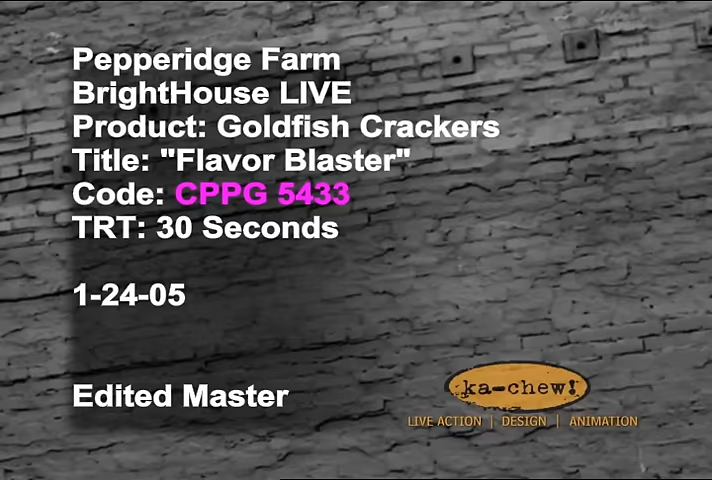 Pepperidge Farm
BrightHouse LIVE
Product: Goldfish Crackers
Title: "Flavor Blaster"
Code: CPPG 5433
TRT: 30 Seconds
1-24-05
Edited Master
ka-chew!
LIVE ACTION | DESIGN | ANIMATION